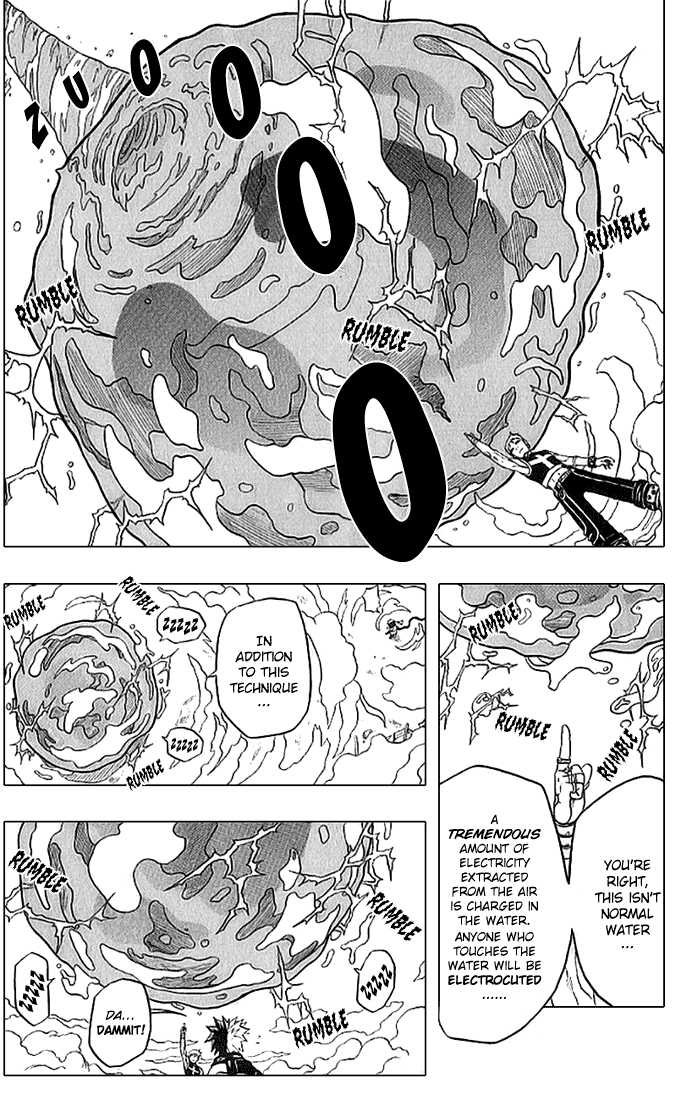 ZUOOOO
RUMBLE
RUMBLE
RUMBLE
RUMBLE
RUMBLE
RUMBLE
YOU'RE
RIGHT,
THIS ISN'T
NORMAL
WATER
...
A
TREMENDOUS
AMOUNT OF
ELECTRICITY
EXTRACTED
FROM THE AIR
IS CHARGED IN
THE WATER.
ANYONE WHO
TOUCHES THE
WATER WILL BE
ELECTROCUTED
......
RUMBLE
RUMBLE
ZZZZZ
IN
ADDITION
TO THIS
TECHNIQUE
...
ZZZZZ
RUMBLE
RUMBLE
RUMBLE
ZZZZZ
ZZZZZ
DA...
DAMMIT!
RUMBLE